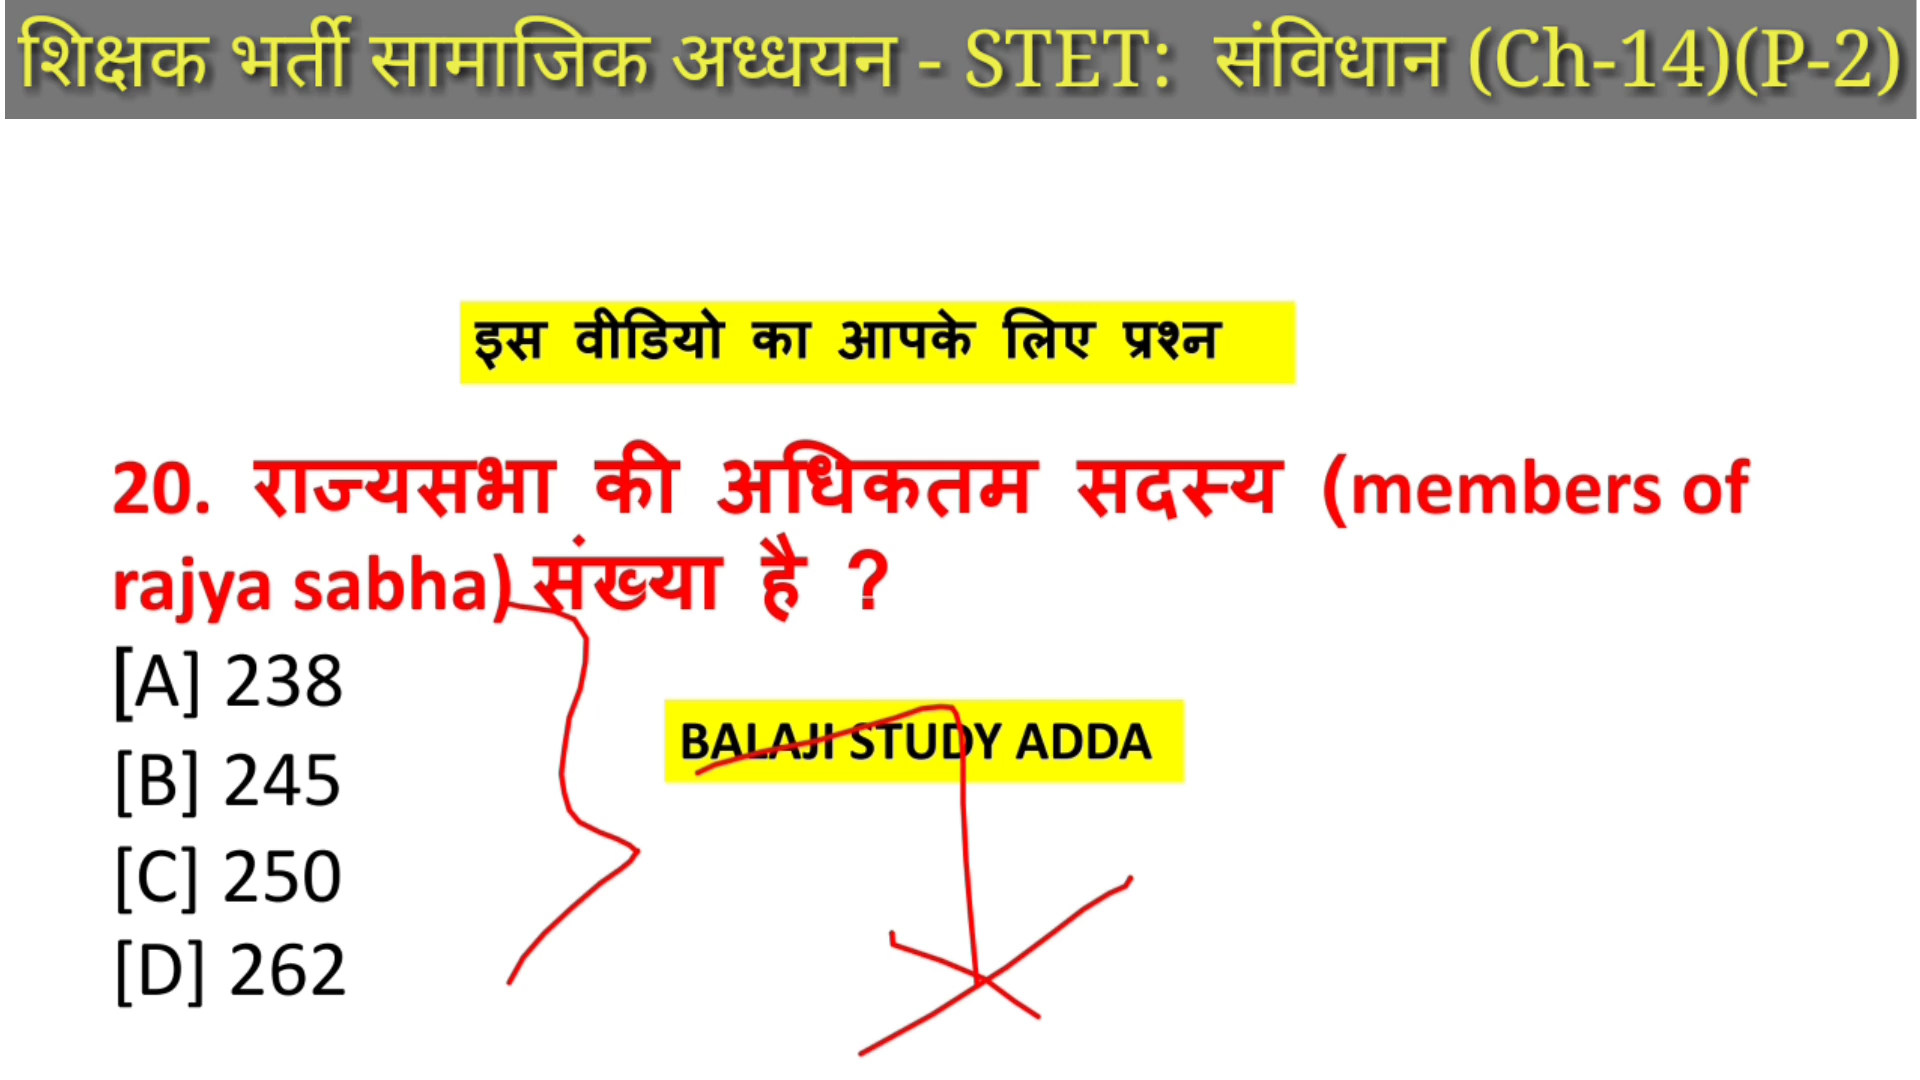 शिक्षक भर्ती सामाजिक अध्धयन - STET: संविधान (Ch-14)(P-2)
इस वीडियो का आपके लिए प्रश्न
20. राज्यसभा की अधिकतम सदस्य (members of
rajya sabha) संख्या है ?
[A] 238
[B] 245
[C] 250
[D] 262
BALAJI STUDY ADDA